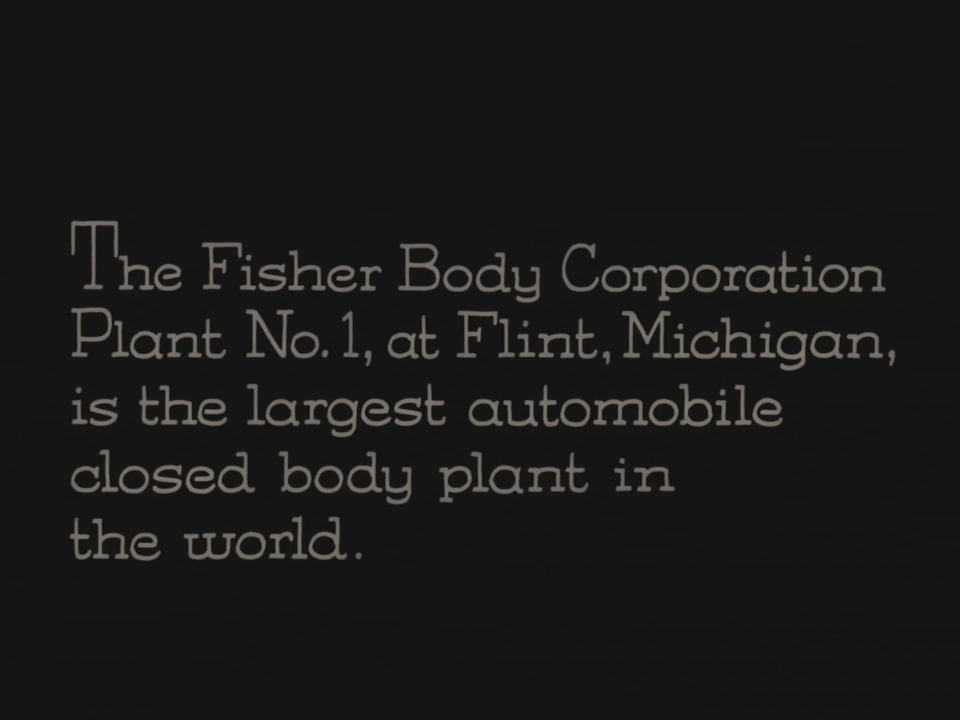 The Fisher Body Corporation
Plant No. 1, at Flint, Michigan,
is the largest automobile
closed body plant in
the world.